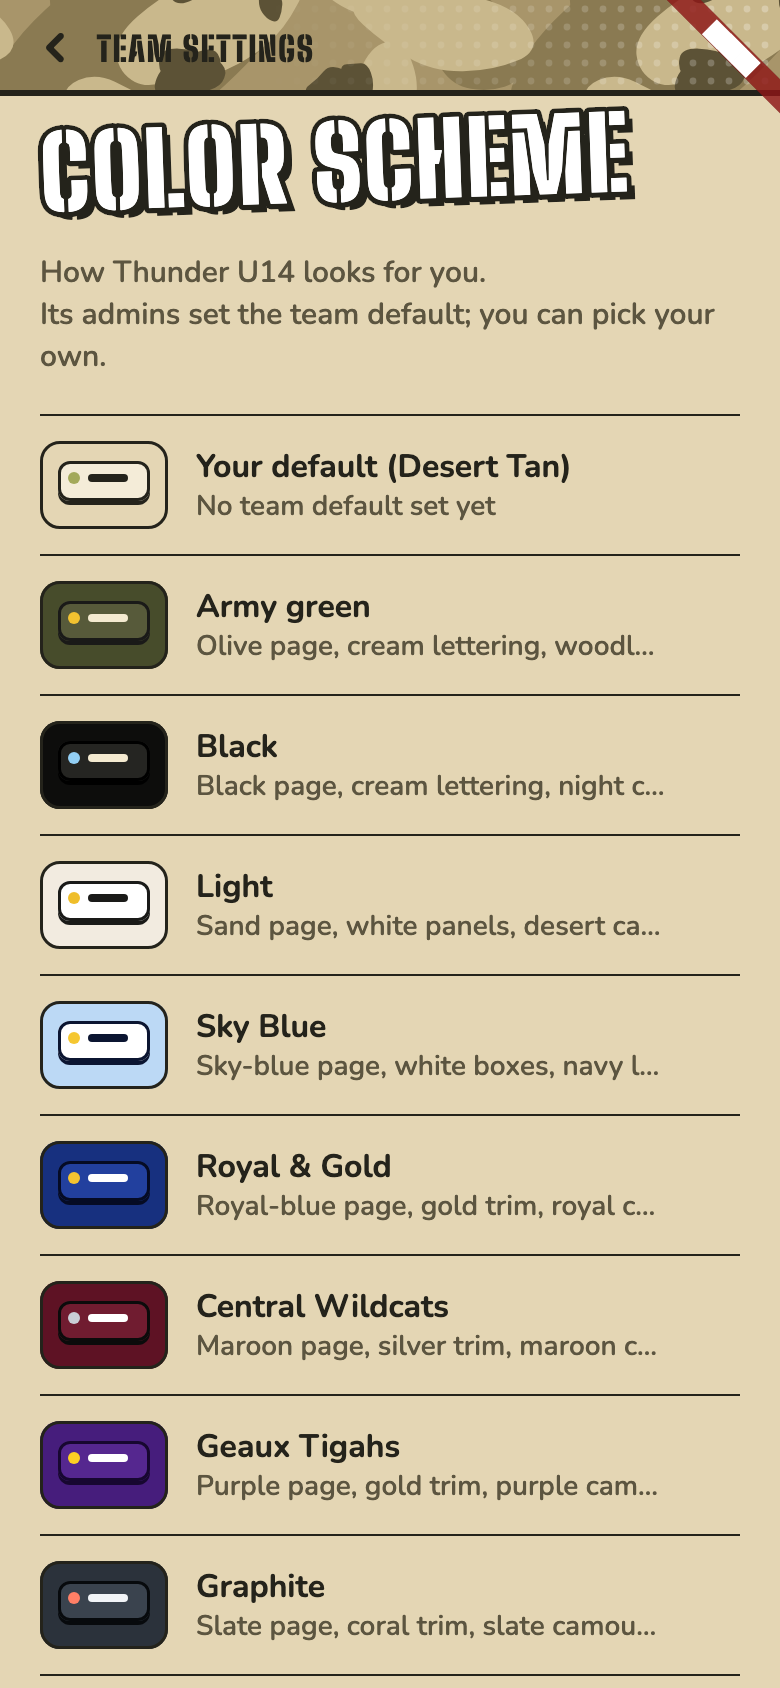 TEAM SETTINGS
COLOR SCHEME
How Thunder U14 looks for you.
Its admins set the team default; you can pick your
own.
Your default (Desert Tan)
No team default set yet
Army green
Olive page, cream lettering, woodl...
Black
Black page, cream lettering, night c...
Light
Sand page, white panels, desert ca...
Sky Blue
Sky-blue page, white boxes, navy l...
Royal & Gold
Royal-blue page, gold trim, royal c...
Central Wildcats
Maroon page, silver trim, maroon c...
Geaux Tigahs
Purple page, gold trim, purple cam...
Graphite
Slate page, coral trim, slate camou...